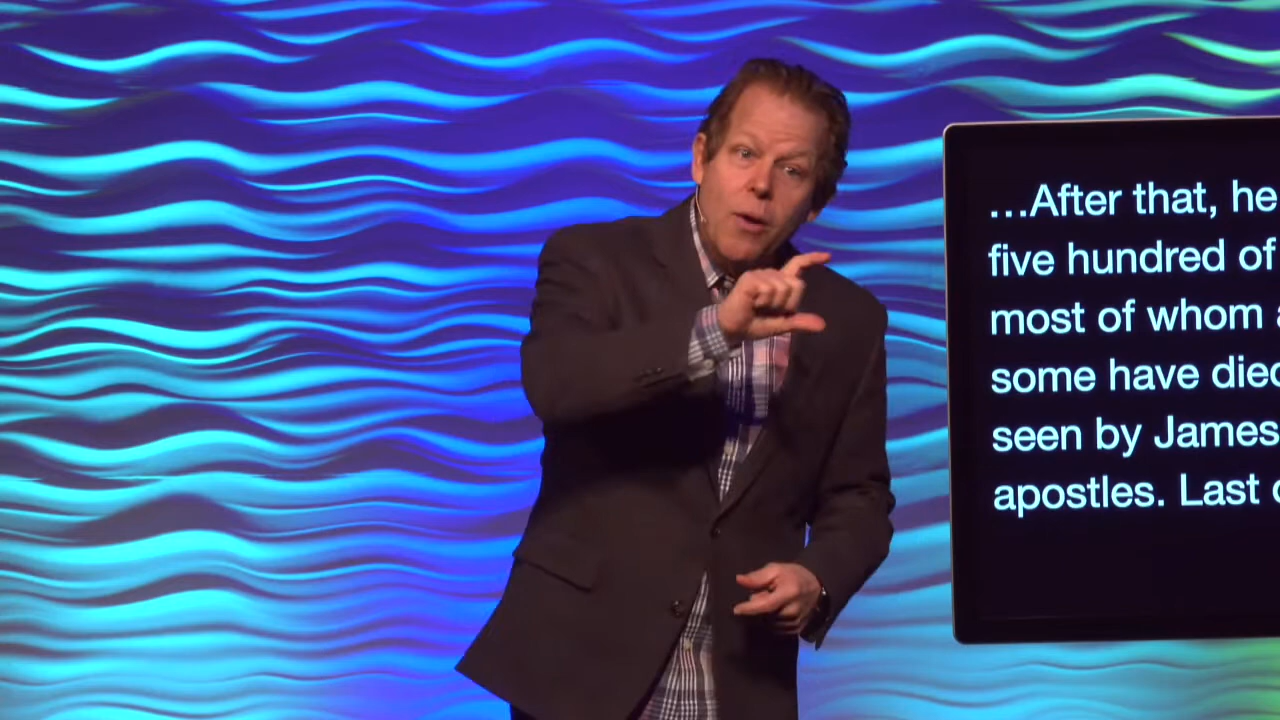 ...After that, he
five hundred of
most of whom
some have died
seen by James
apostles. Last